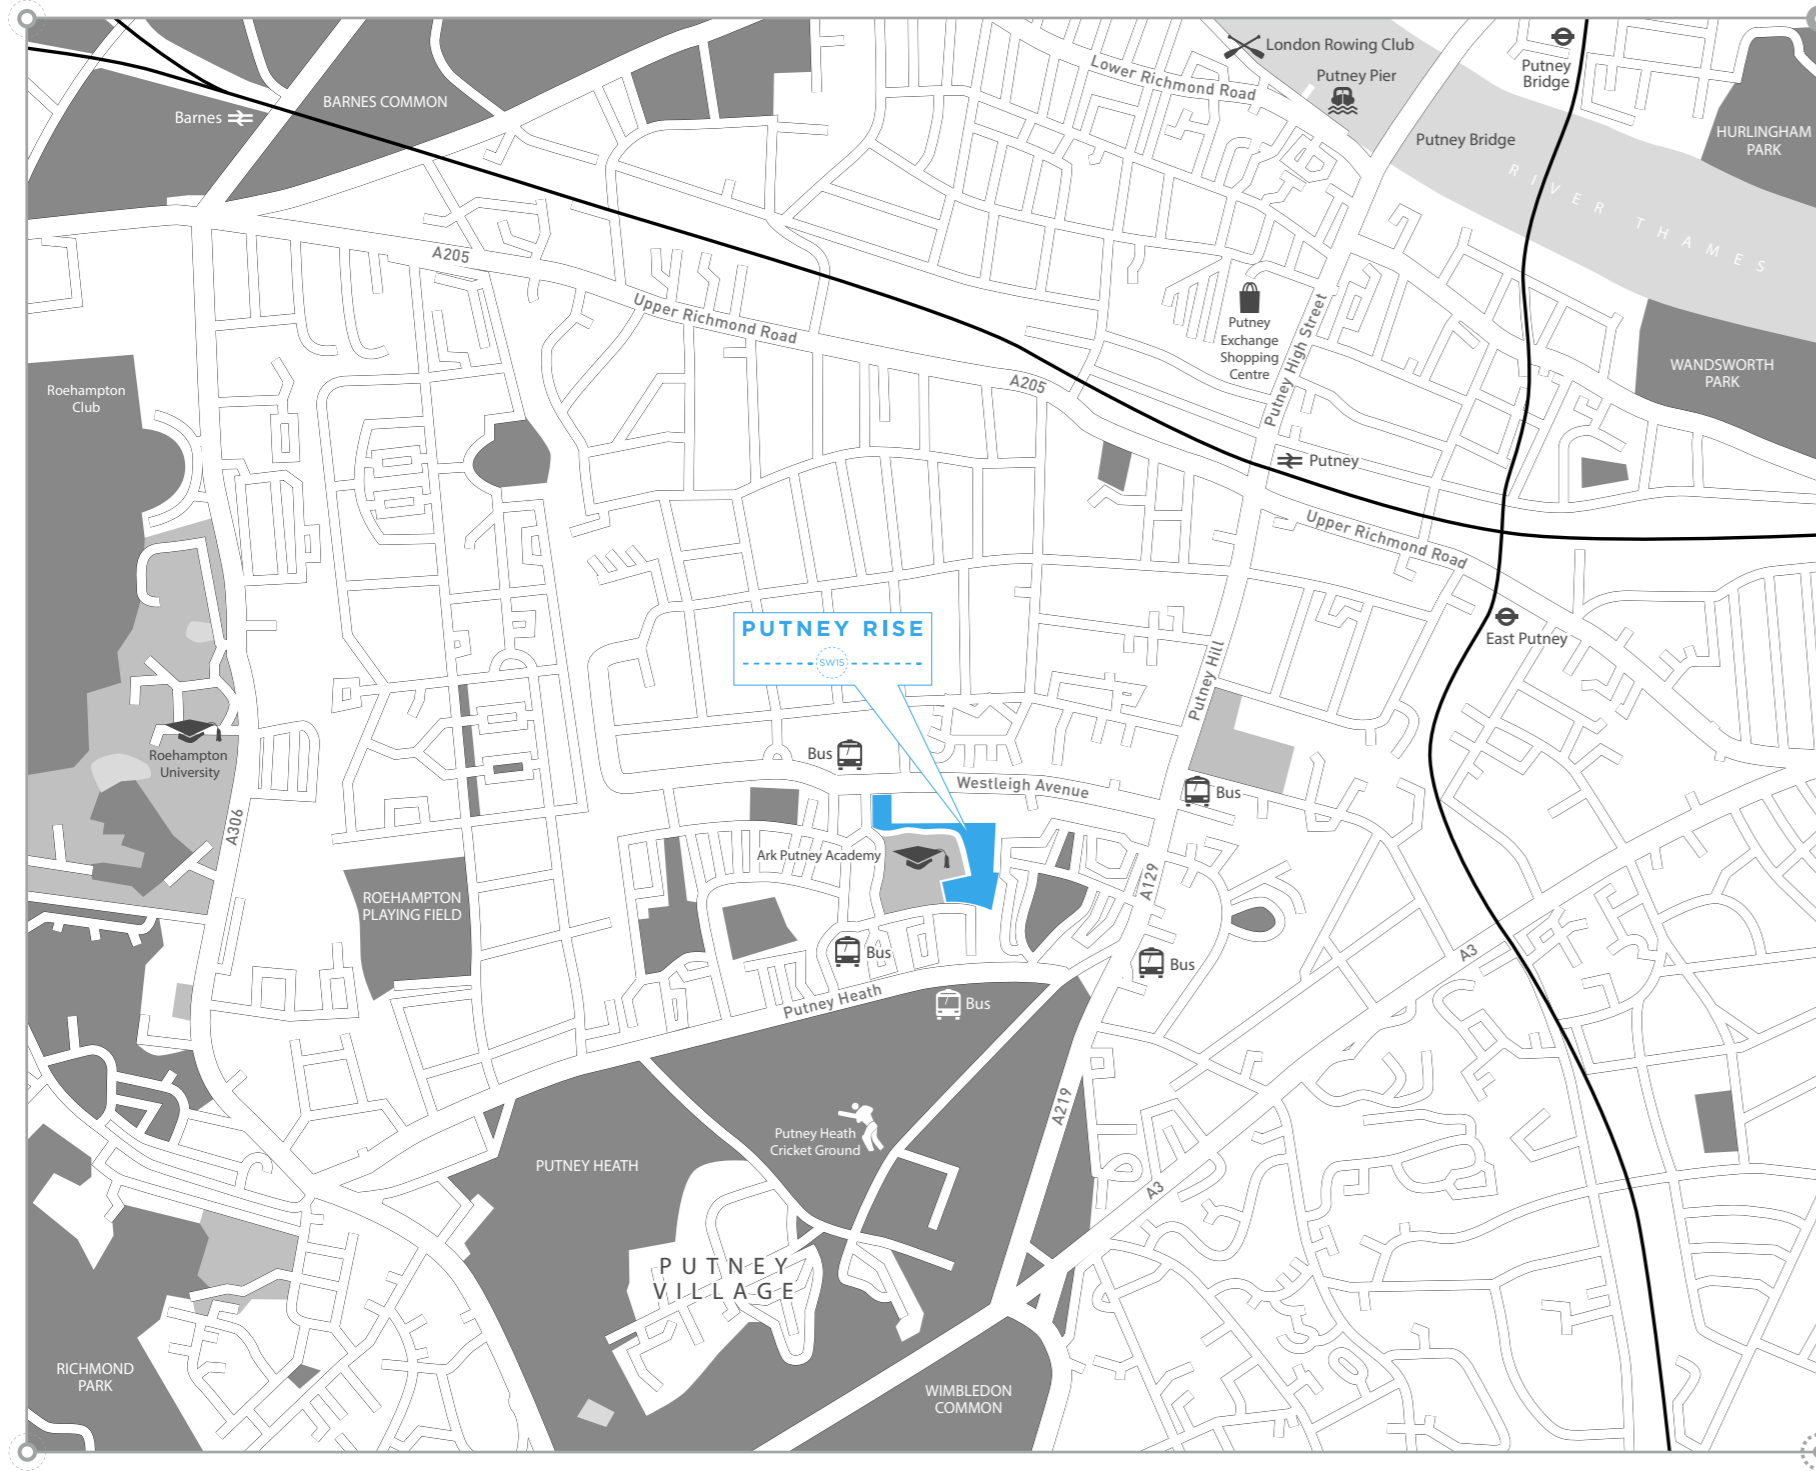 London Rowing Club
Putney Pier
Putney
Bridge
Lower Richmond Road
BARNES COMMON
Barnes
Putney Bridge
HURLINGHAM
PARK
RIVER THAMES
A205
Upper Richmond Road
Putney
Exchange
Shopping
Centre
Putney High Street
WANDSWORTH
PARK
Roehampton
Club
A205
Putney
Upper Richmond Road
East Putney
PUTNEY RISE
SW15
Putney Hill
Roehampton
University
Bus
Westleigh Avenue
Bus
A306
Ark Putney Academy
A129
ROEHAMPTON
PLAYING FIELD
Bus
Bus
A3
Putney Heath
Bus
A219
Putney Heath
Cricket Ground
PUTNEY HEATH
A3
PUTNEY
VILLAGE
RICHMOND
PARK
WIMBLEDON
COMMON